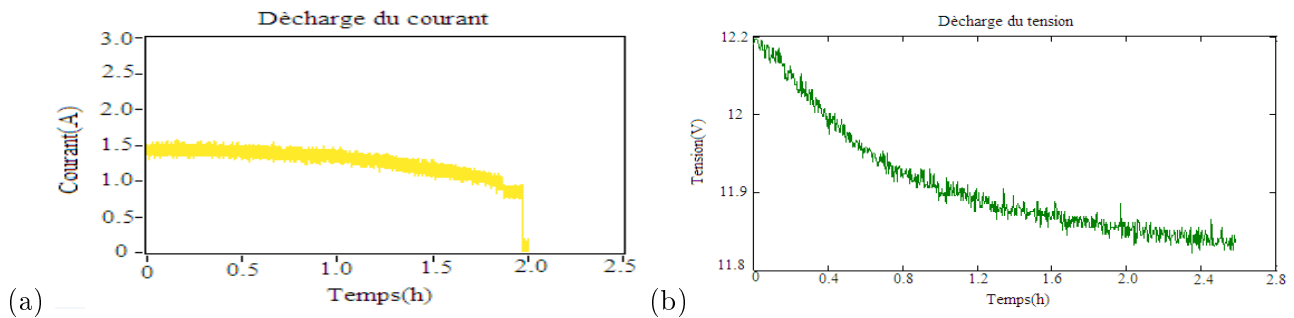 Dècharge du courant
3.0
2.5
2.0
1.5
1.0
0.5
0
Courant(A)
0 0.5 1.0 1.5 2.0 2.5
Temps(h)
(a)
Dècharge du tension
12.2
12
11.9
11.8
Tension(V)
0 0.4 0.8 1.2 1.6 2.0 2.4 2.8
Temps(h)
(b)